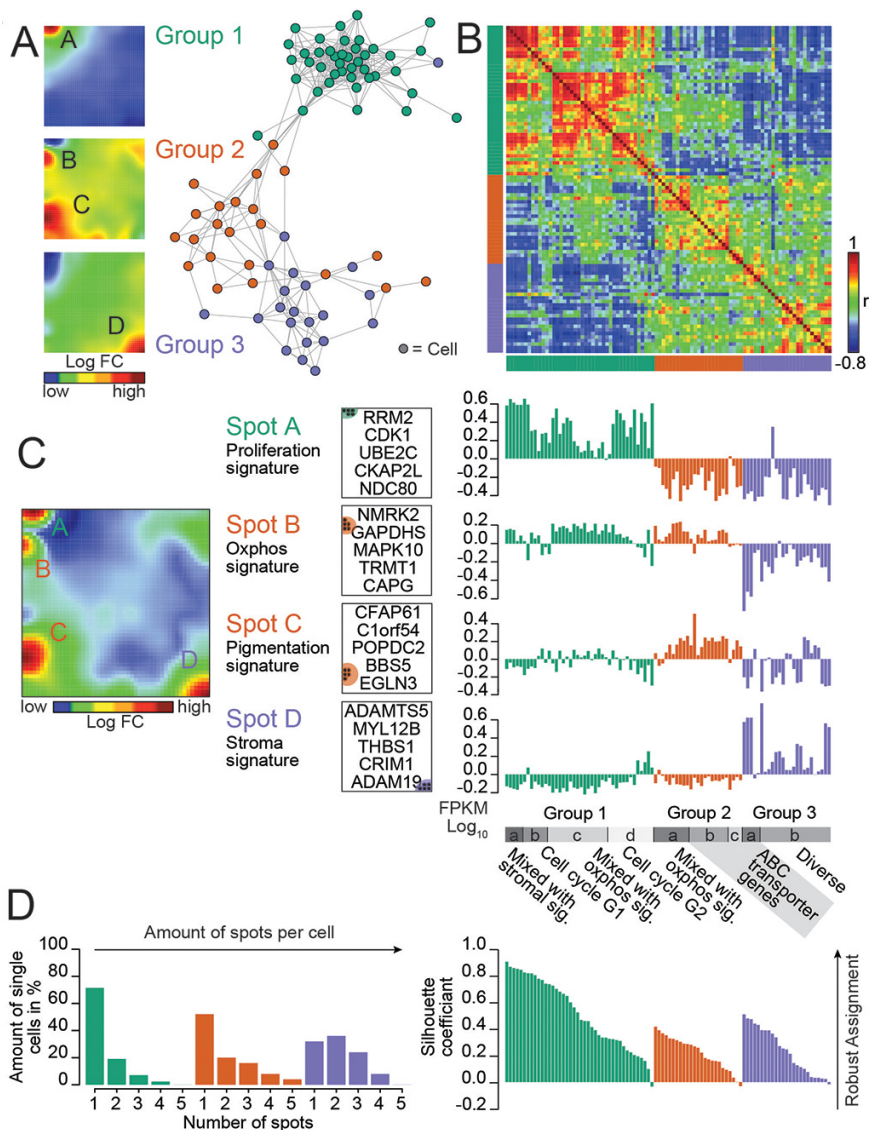 A
A
B
C
D
Log FC
low high
Group 1
Group 2
Group 3
= Cell
B
1
r
-0.8
C
A
B
C
D
low high
Log FC
Spot A
Proliferation
signature
RRM2
CDK1
UBE2C
CKAP2L
NDC80
Spot B
Oxphos
signature
NMRK2
GAPDHS
MAPK10
TRMT1
CAPG
Spot C
Pigmentation
signature
CFAP61
C1orf54
POPDC2
BBS5
EGLN3
Spot D
Stroma
signature
ADAMTS5
MYL12B
THBS1
CRIM1
ADAM19
0.6
0.4
0.2
0.0
-0.2
-0.4
0.2
0.0
-0.2
-0.4
-0.6
0.4
0.2
0.0
-0.2
-0.4
0.6
0.4
0.2
0.0
-0.2
FPKM
Log10
Group 1 Group 2 Group 3
a b c d a b c a b
Mixed with
stromal sig.
Cell cycle G1
Mixed with
oxphos sig.
Cell cycle G2
Mixed with
oxphos sig.
ABC
transporter
genes
Diverse
D
Amount of spots per cell
Amount of single
cells in %
100
80
60
40
20
0
1 2 3 4 5 1 2 3 4 5 1 2 3 4 5
Number of spots
Silhouette
coefficiant
1.0
0.8
0.6
0.4
0.2
0.0
-0.2
Robust Assignment